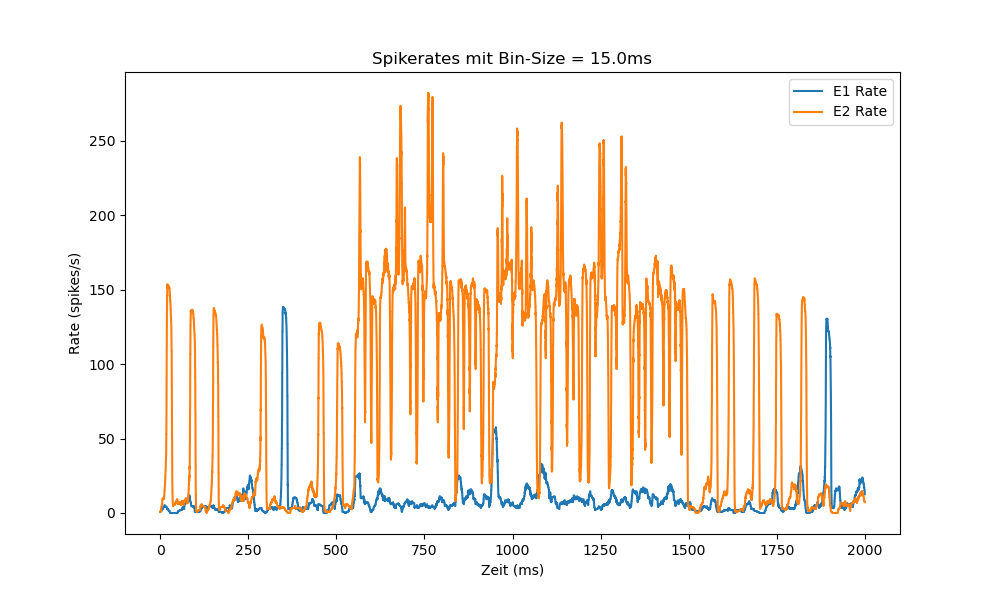 Spikerates mit Bin-Size = 15.0ms
E1 Rate
E2 Rate
Rate (spikes/s)
250
200
150
100
50
0
0 250 500 750 1000 1250 1500 1750 2000
Zeit (ms)